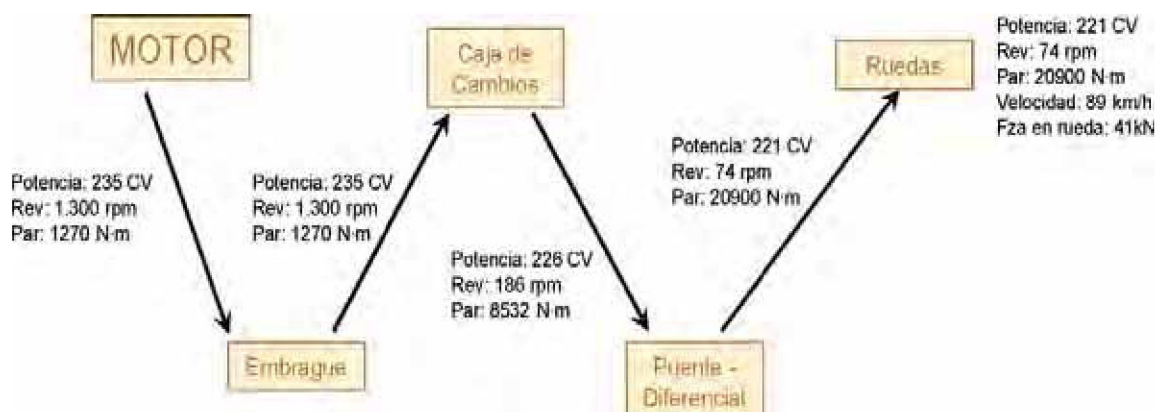 MOTOR
Potencia: 235 CV
Rev: 1.300 rpm
Par: 1270 N·m
Embrague
Potencia: 235 CV
Rev: 1.300 rpm
Par: 1270 N·m
Caja de
Cambios
Potencia: 226 CV
Rev: 186 rpm
Par: 8532 N·m
Puente -
Diferencial
Potencia: 221 CV
Rev: 74 rpm
Par: 20900 N·m
Ruedas
Potencia: 221 CV
Rev: 74 rpm
Par: 20900 N·m
Velocidad: 89 km/h
Fza en rueda: 41kN